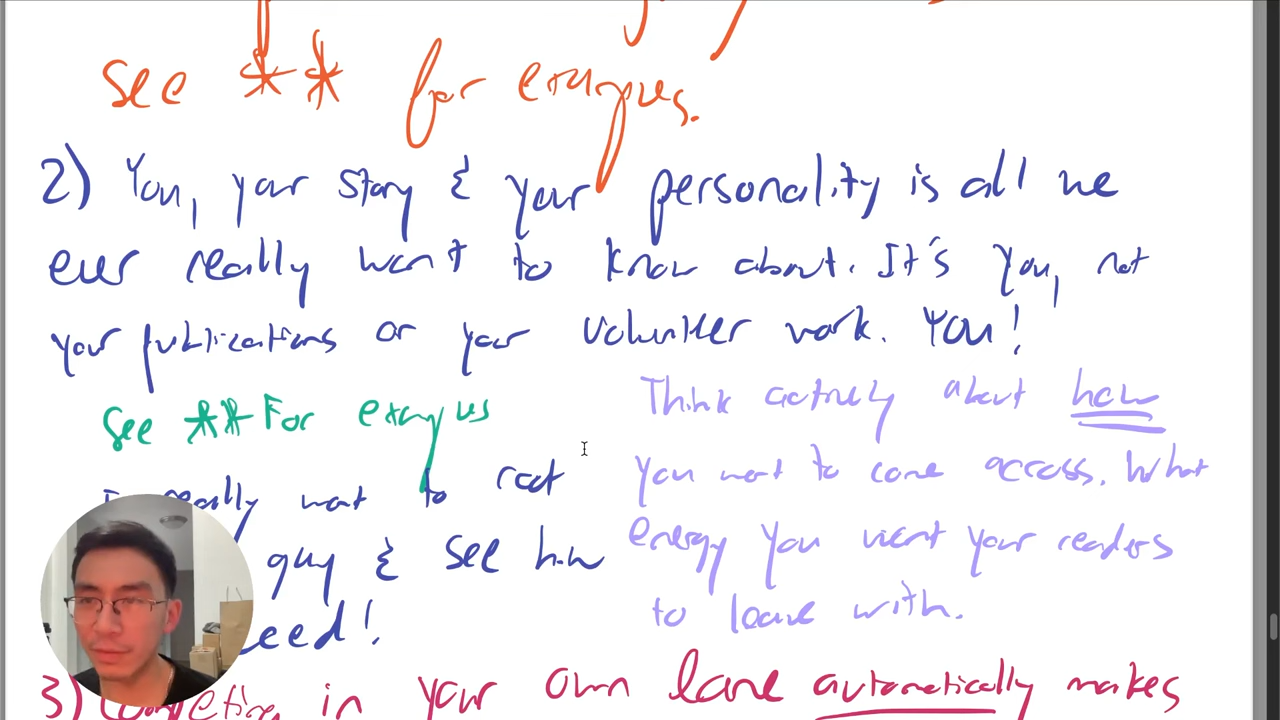 see ** for examples.
2) You, your story & your personality is all we
ever really want to know about. It's you, not
your publications or your volunteer work. You!
see ** For examples
really want to root
guy & see him
eed!
Think actively about how
you want to come across. What
energy you want your readers
to leave with.
3) Competing in your own lane automatically makes